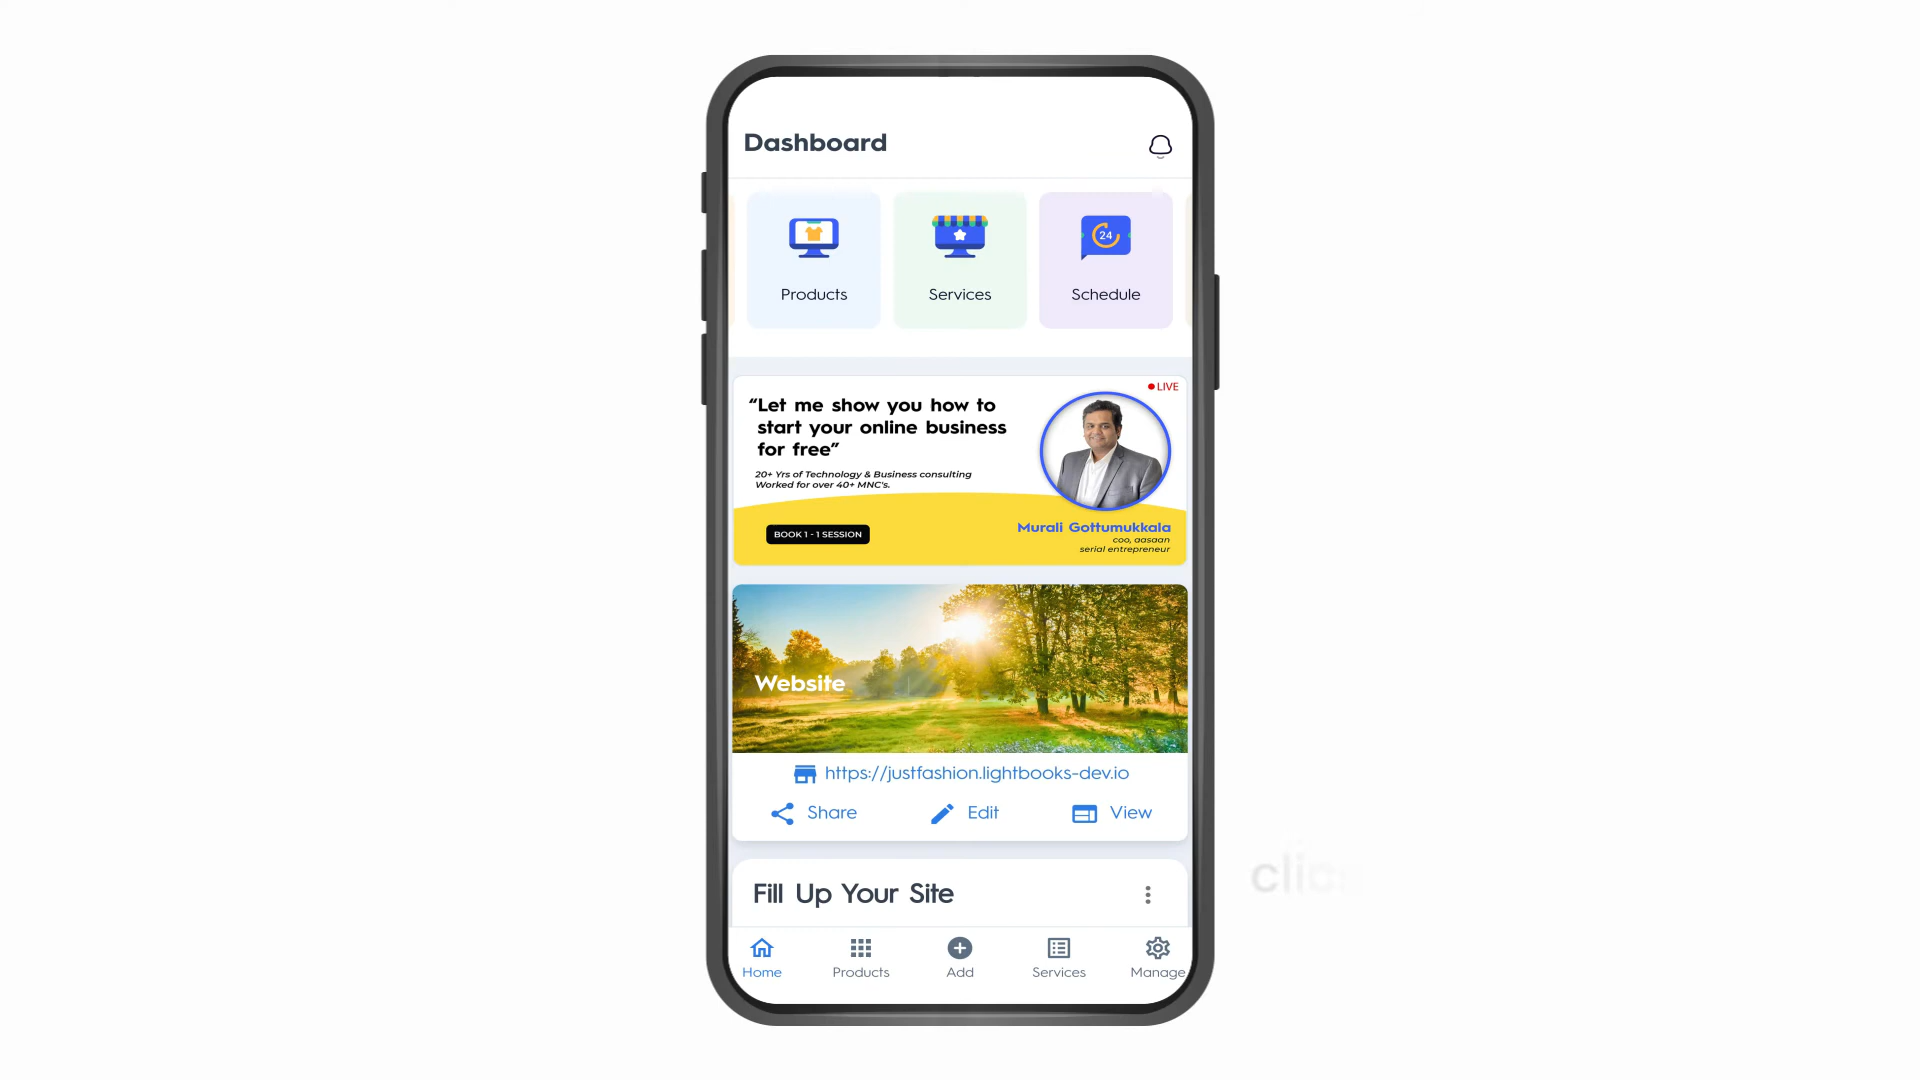 Dashboard
Products
Services
24
Schedule
LIVE
“Let me show you how to
start your online business
for free”
20+ Yrs of Technology & Business consulting
Worked for over 40+ MNC's.
BOOK 1 - 1 SESSION
Murali Gottumukkala
coo, aasaan
serial entrepreneur
Website
https://justfashion.lightbooks-dev.io
Share
Edit
View
Fill Up Your Site
Home
Products
Add
Services
Manage